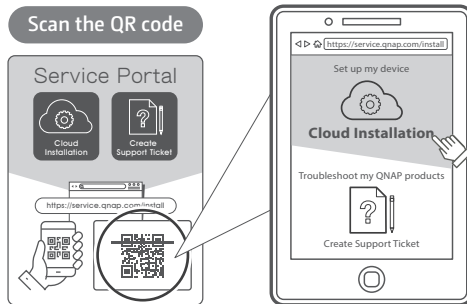 Scan the QR code
Service Portal
Cloud
Installation
Create
Support Ticket
https://service.qnap.com/install
https://service.qnap.com/install
Set up my device
Cloud Installation
Troubleshoot my QNAP products
Create Support Ticket